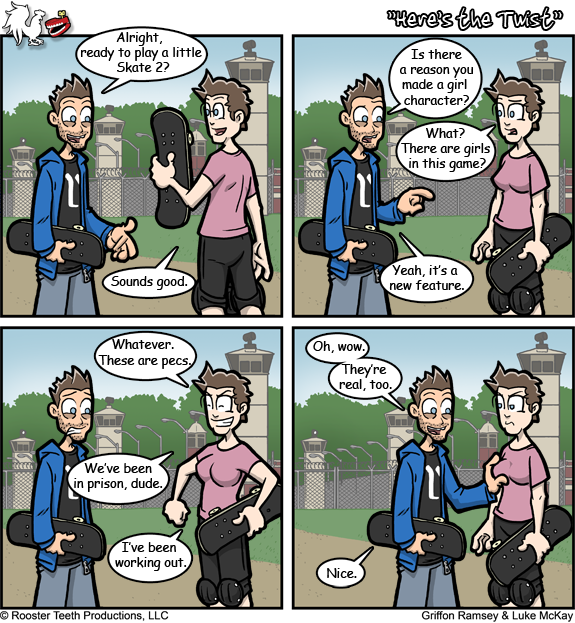 "Here's the Twist"
Alright,
ready to play a little
Skate 2?
Sounds good.
Is there
a reason you
made a girl
character?
What?
There are girls
in this game?
Yeah, it's a
new feature.
Whatever.
These are pecs.
We've been
in prison, dude.
I've been
working out.
Oh, wow.
They're
real, too.
Nice.
© Rooster Teeth Productions, LLC
Griffon Ramsey & Luke McKay